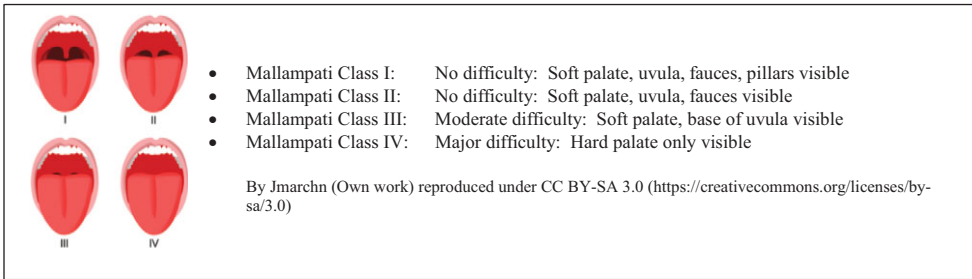 I
II
III
IV
• Mallampati Class I: No difficulty: Soft palate, uvula, fauces, pillars visible
• Mallampati Class II: No difficulty: Soft palate, uvula, fauces visible
• Mallampati Class III: Moderate difficulty: Soft palate, base of uvula visible
• Mallampati Class IV: Major difficulty: Hard palate only visible
By Jmarchn (Own work) reproduced under CC BY-SA 3.0 (https://creativecommons.org/licenses/by-
sa/3.0)